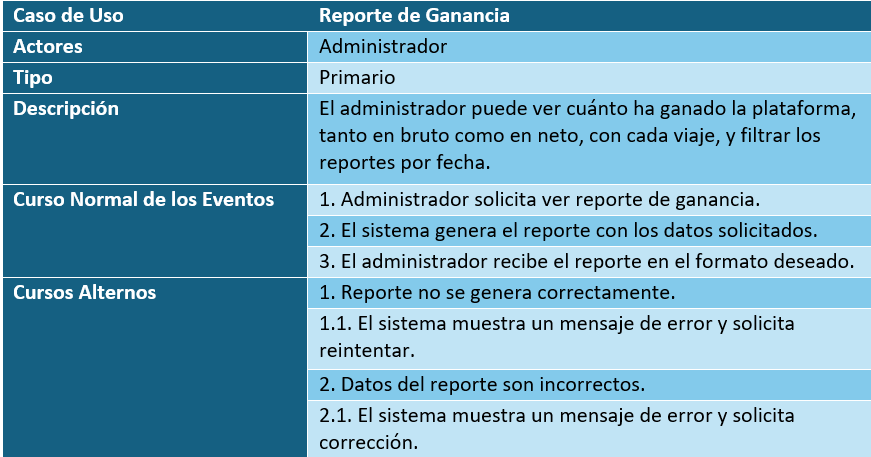 Caso de Uso Reporte de Ganancia
Actores Administrador
Tipo Primario
Descripción El administrador puede ver cuánto ha ganado la plataforma,
tanto en bruto como en neto, con cada viaje, y filtrar los
reportes por fecha.
Curso Normal de los Eventos 1. Administrador solicita ver reporte de ganancia.
2. El sistema genera el reporte con los datos solicitados.
3. El administrador recibe el reporte en el formato deseado.
Cursos Alternos 1. Reporte no se genera correctamente.
1.1. El sistema muestra un mensaje de error y solicita
reintentar.
2. Datos del reporte son incorrectos.
2.1. El sistema muestra un mensaje de error y solicita
corrección.